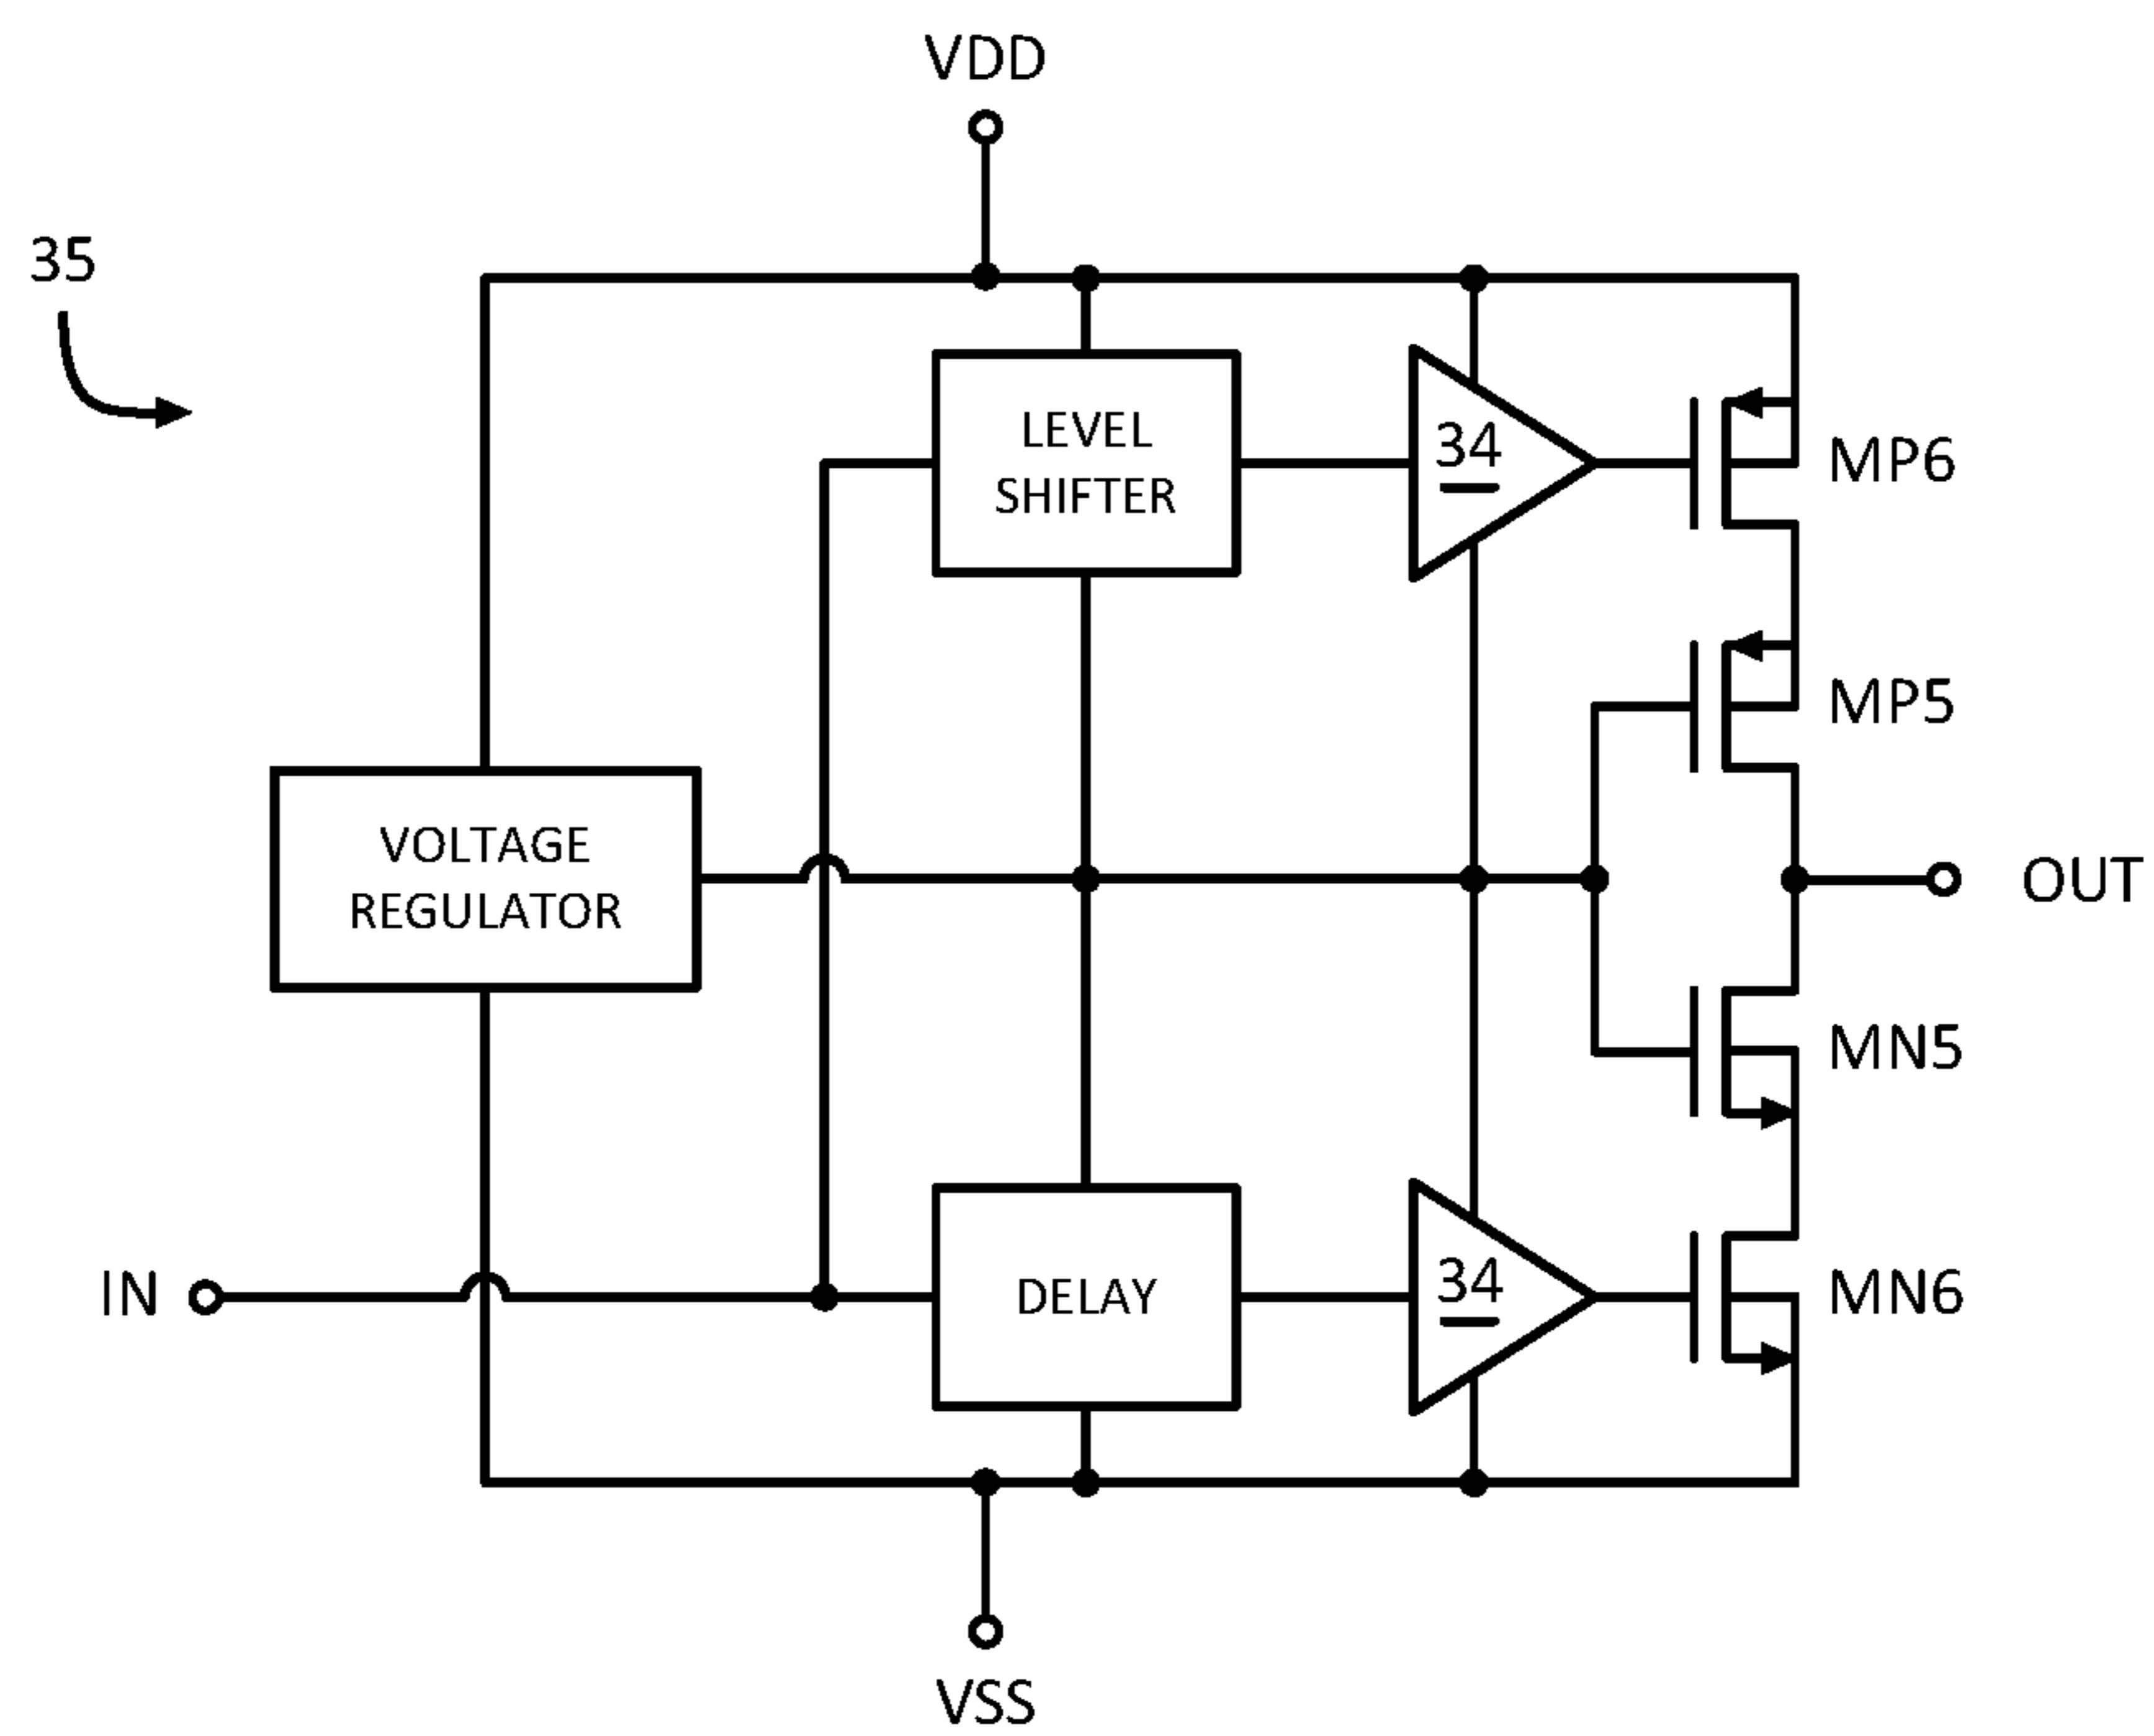 VDD
35
LEVEL
SHIFTER
34
MP6
MP5
VOLTAGE
REGULATOR
OUT
MN5
IN
DELAY
34
MN6
VSS